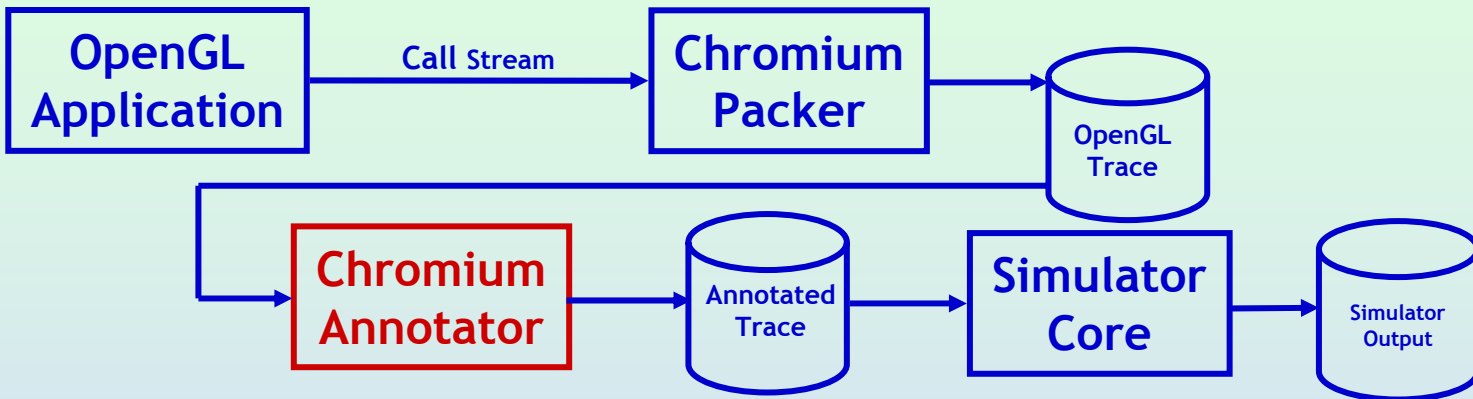 OpenGL
Application
Call Stream
Chromium
Packer
OpenGL
Trace
Chromium
Annotator
Annotated
Trace
Simulator
Core
Simulator
Output